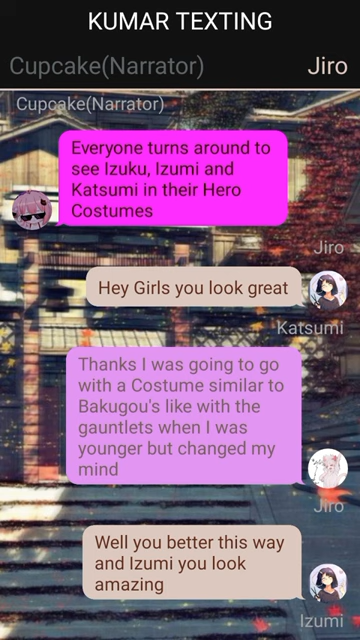 KUMAR TEXTING
Cupcake(Narrator) Jiro
Cupcake(Narrator)
Everyone turns around to
see Izuku, Izumi and
Katsumi in their Hero
Costumes
Jiro
Hey Girls you look great
Katsumi
Thanks I was going to go
with a Costume similar to
Bakugou's like with the
gauntlets when I was
younger but changed my
mind
Jiro
Well you better this way
and Izumi you look
amazing
Izumi